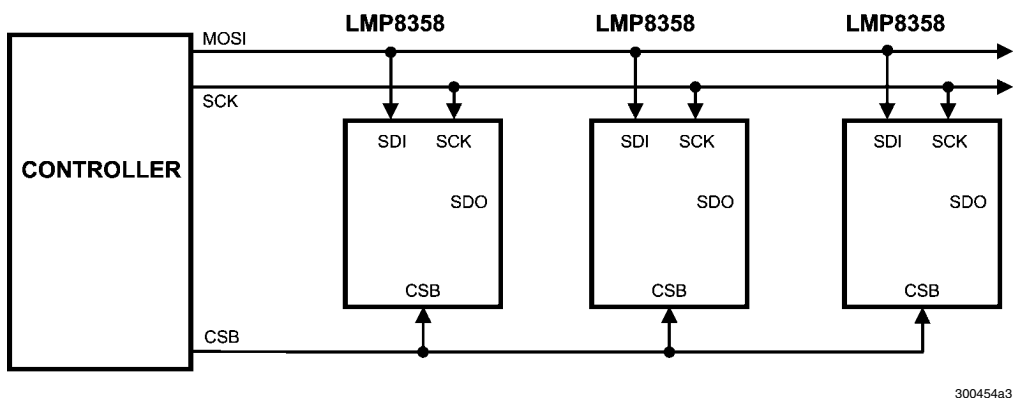 LMP8358 LMP8358 LMP8358
MOSI
SCK
SDI SCK SDI SCK SDI SCK
CONTROLLER
SDO SDO SDO
CSB CSB CSB
CSB
300454a3